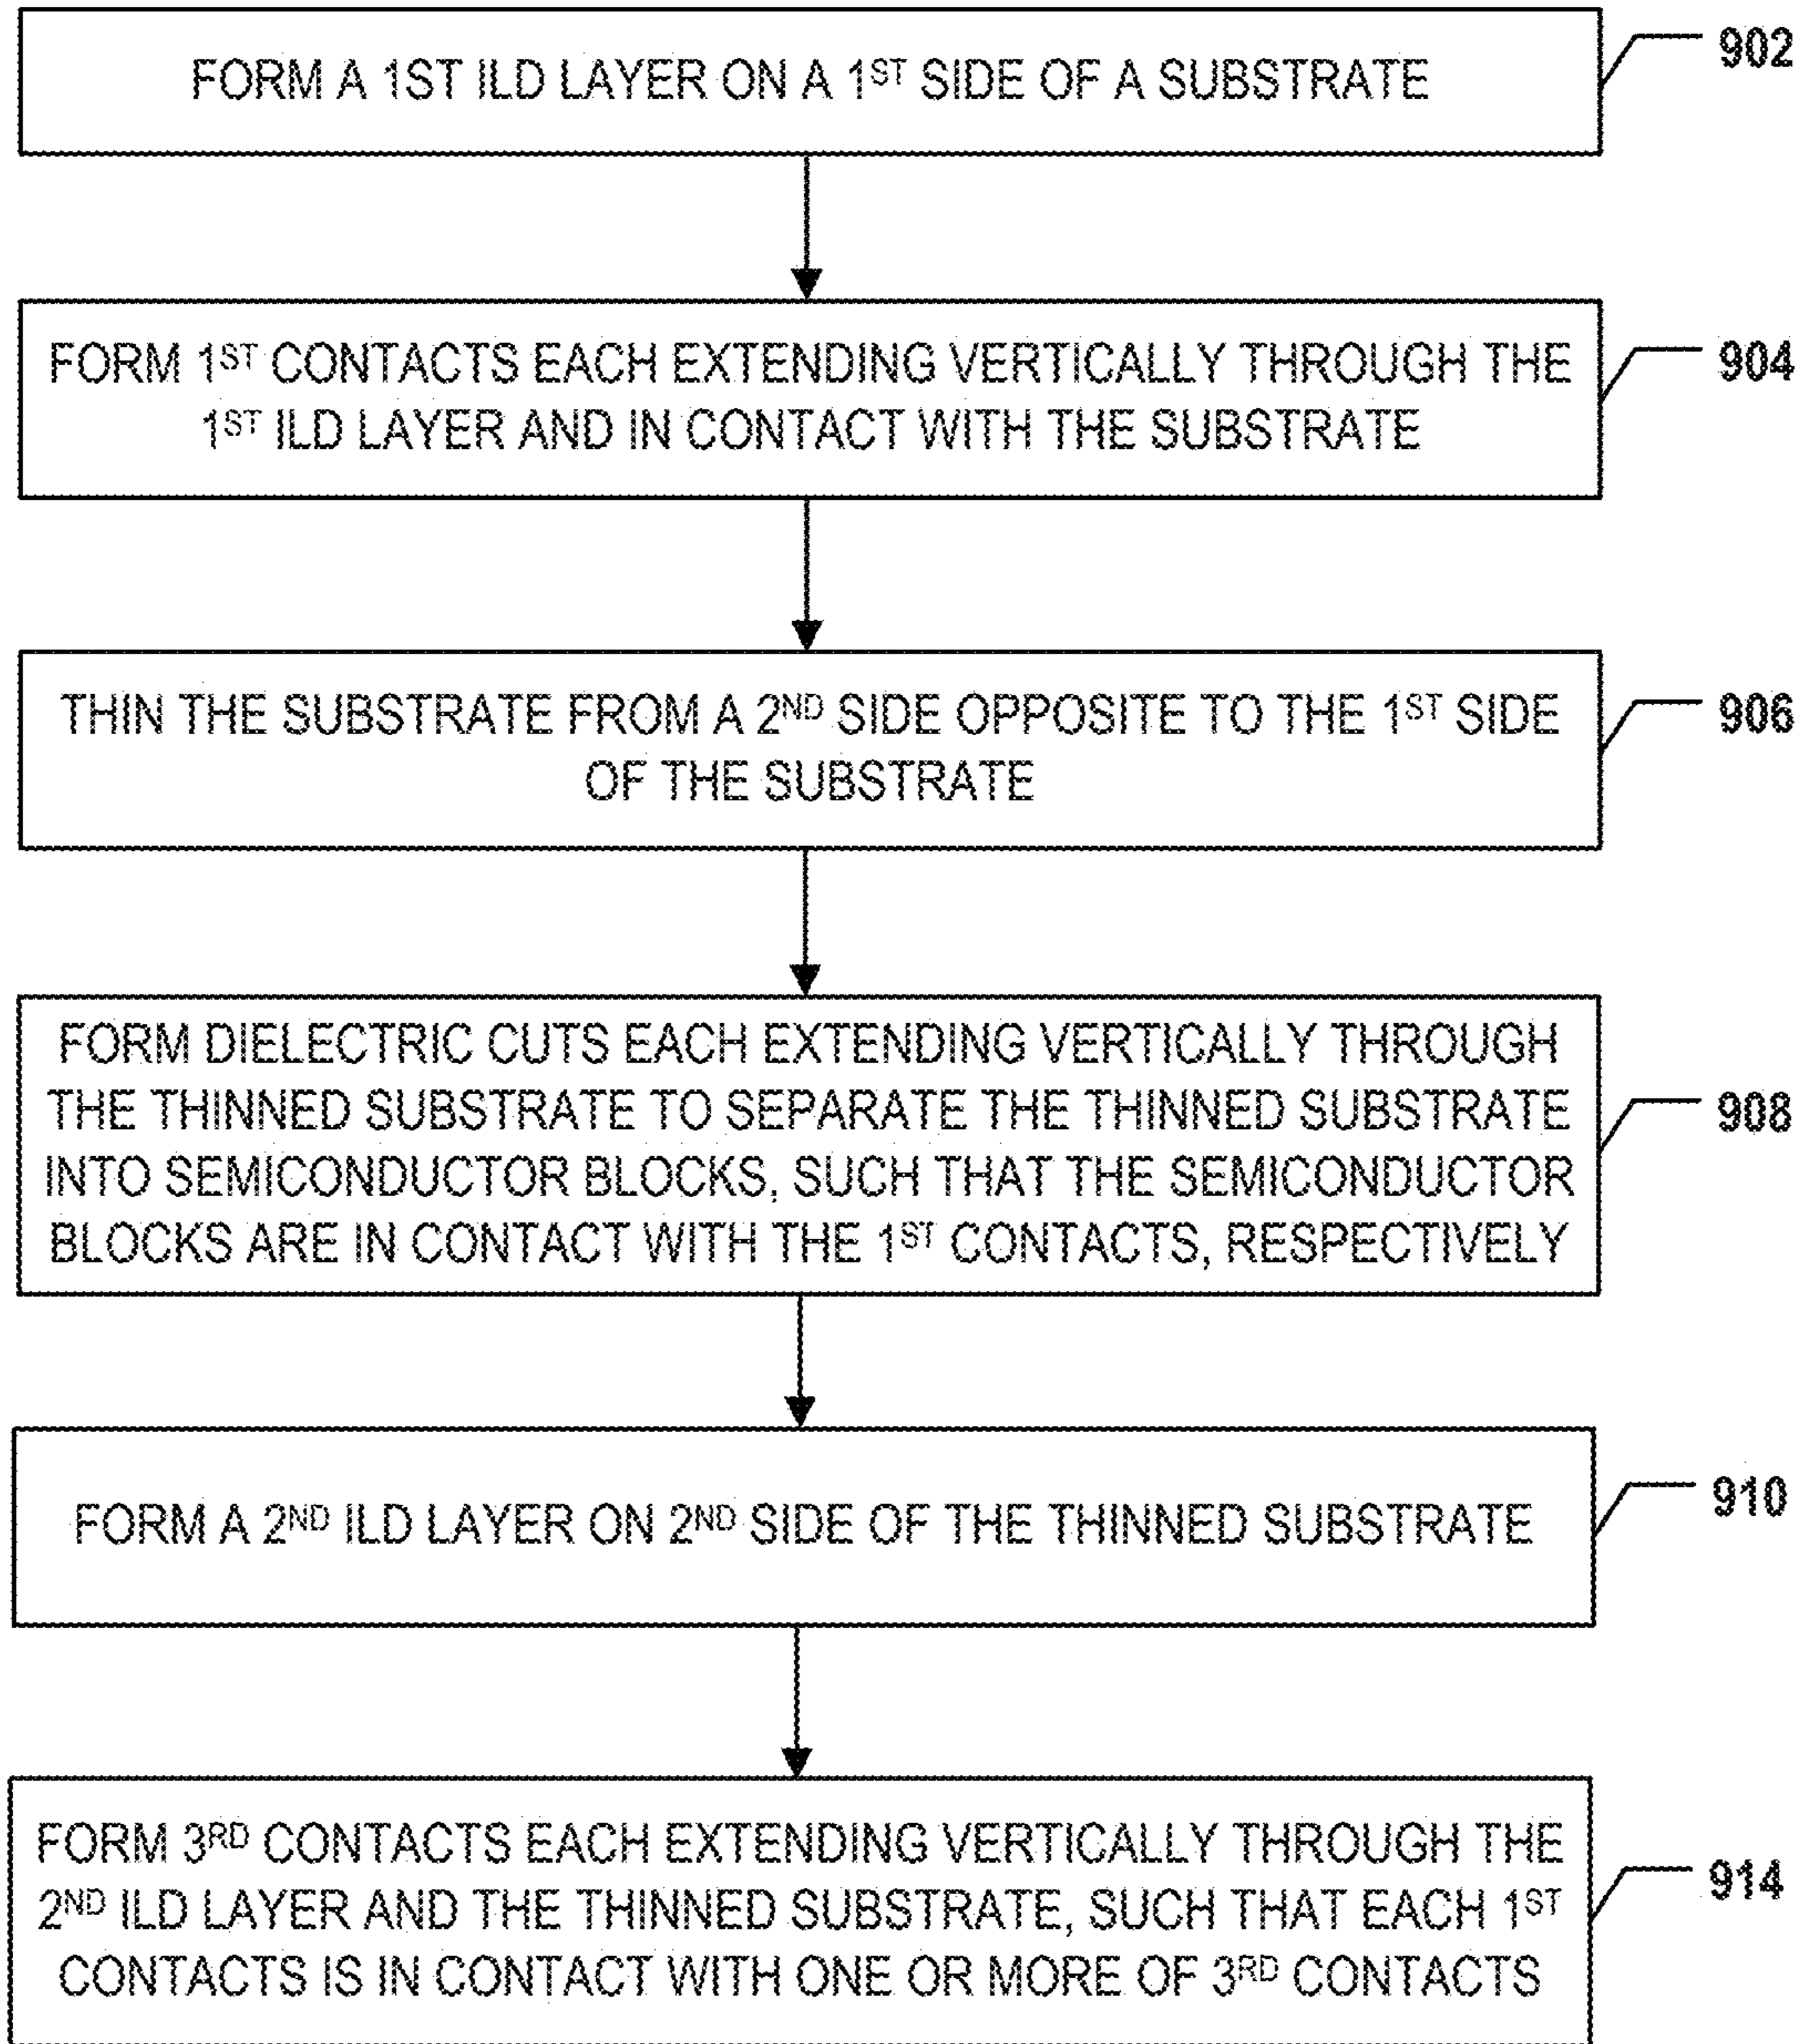 FORM A 1ST ILD LAYER ON A 1ST SIDE OF A SUBSTRATE
902
FORM 1ST CONTACTS EACH EXTENDING VERTICALLY THROUGH THE
1ST ILD LAYER AND IN CONTACT WITH THE SUBSTRATE
904
THIN THE SUBSTRATE FROM A 2ND SIDE OPPOSITE TO THE 1ST SIDE
OF THE SUBSTRATE
906
FORM DIELECTRIC CUTS EACH EXTENDING VERTICALLY THROUGH
THE THINNED SUBSTRATE TO SEPARATE THE THINNED SUBSTRATE
INTO SEMICONDUCTOR BLOCKS, SUCH THAT THE SEMICONDUCTOR
BLOCKS ARE IN CONTACT WITH THE 1ST CONTACTS, RESPECTIVELY
908
FORM A 2ND ILD LAYER ON 2ND SIDE OF THE THINNED SUBSTRATE
910
FORM 3RD CONTACTS EACH EXTENDING VERTICALLY THROUGH THE
2ND ILD LAYER AND THE THINNED SUBSTRATE, SUCH THAT EACH 1ST
CONTACTS IS IN CONTACT WITH ONE OR MORE OF 3RD CONTACTS
914